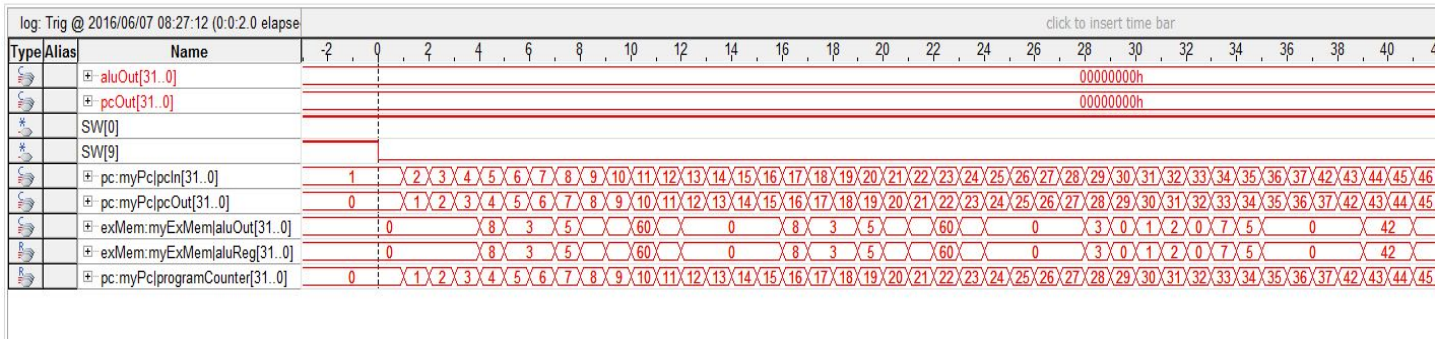 log: Trig @ 2016/06/07 08:27:12 (0:0:2.0 elapse click to insert time bar
Type Alias Name -2 0 2 4 6 8 10 12 14 16 18 20 22 24 26 28 30 32 34 36 38 40 4
aluOut[31..0] 00000000h
pcOut[31..0] 00000000h
SW[0]
SW[9]
pc:myPc|pcIn[31..0] 1 2 3 4 5 6 7 8 9 10 11 12 13 14 15 16 17 18 19 20 21 22 23 24 25 26 27 28 29 30 31 32 33 34 35 36 37 42 43 44 45 46
pc:myPc|pcOut[31..0] 0 1 2 3 4 5 6 7 8 9 10 11 12 13 14 15 16 17 18 19 20 21 22 23 24 25 26 27 28 29 30 31 32 33 34 35 36 37 42 43 44 45
exMem:myExMem|aluOut[31..0] 0 8 3 5 60 0 8 3 5 60 0 3 0 1 2 0 7 5 0 42
exMem:myExMem|aluReg[31..0] 0 8 3 5 60 0 8 3 5 60 0 3 0 1 2 0 7 5 0 42
pc:myPc|programCounter[31..0] 0 1 2 3 4 5 6 7 8 9 10 11 12 13 14 15 16 17 18 19 20 21 22 23 24 25 26 27 28 29 30 31 32 33 34 35 36 37 42 43 44 45